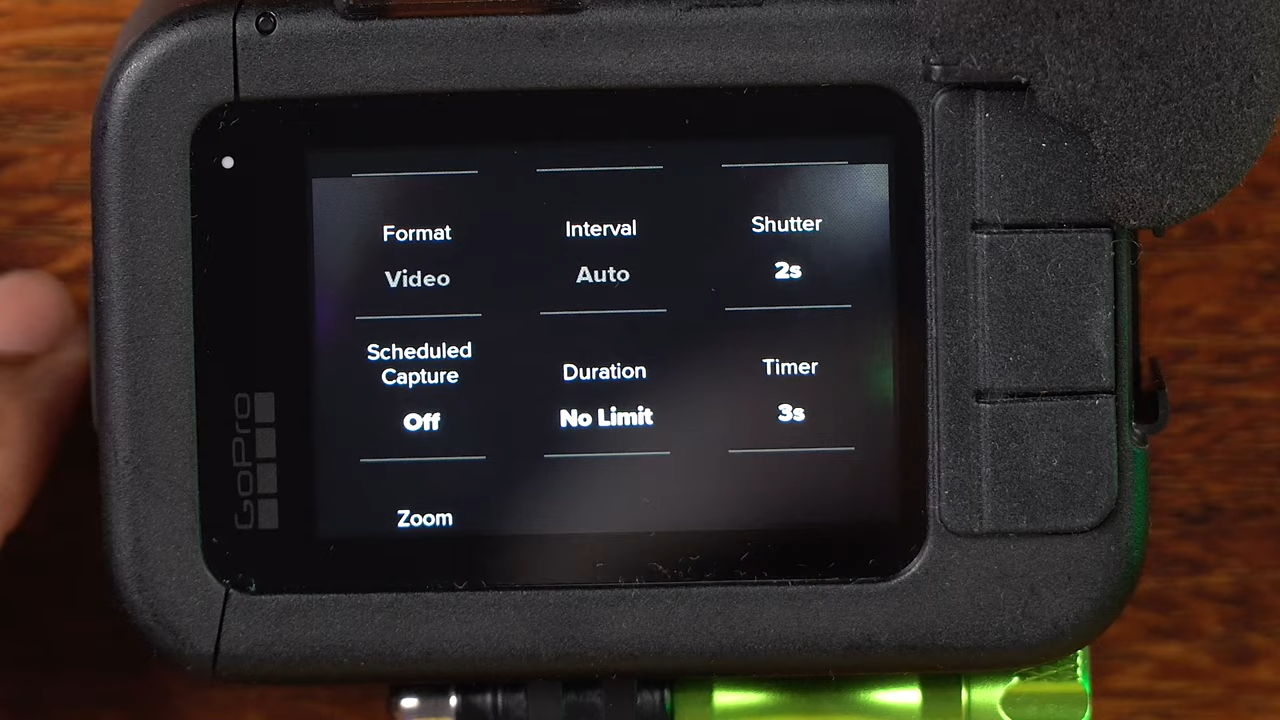 Format
Interval
Shutter
Video
Auto
2s
Scheduled
Capture
Duration
Timer
Off
No Limit
3s
Zoom
GoPro